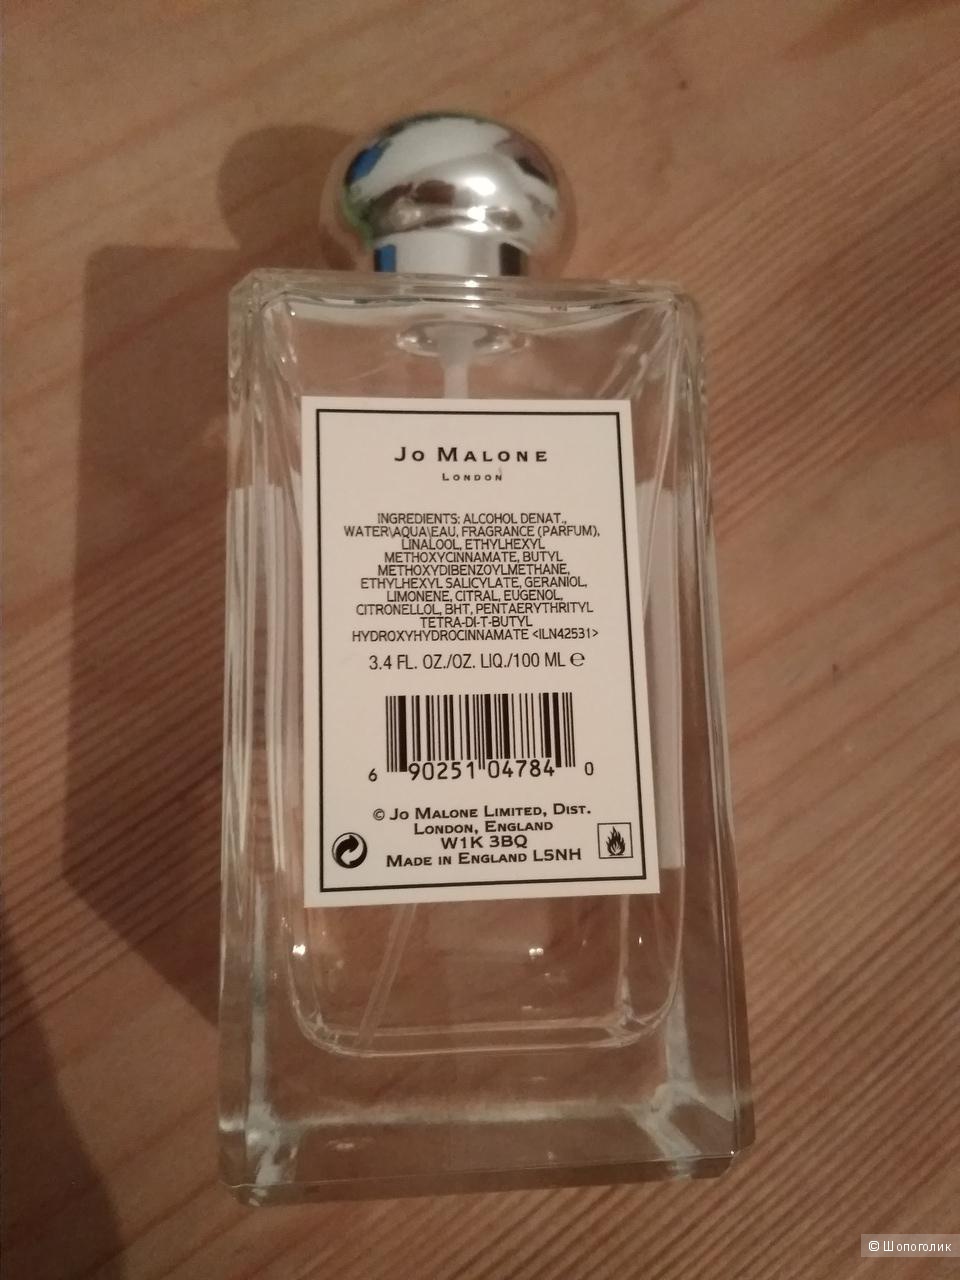 JO MALONE
LONDON
INGREDIENTS: ALCOHOL DENAT.,
WATER\AQUA\EAU, FRAGRANCE (PARFUM),
LINALOOL, ETHYLHEXYL
METHOXYCINNAMATE, BUTYL
METHOXYDIBENZOYLMETHANE,
ETHYLHEXYL SALICYLATE, GERANIOL,
LIMONENE, CITRAL, EUGENOL,
CITRONELLOL, BHT, PENTAERYTHRITYL
TETRA-DI-T-BUTYL
HYDROXYHYDROCINNAMATE <ILN42531>
3.4 FL. OZ./OZ. LIQ./100 ML ℮
6 90251 04784 0
© JO MALONE LIMITED, DIST.
LONDON, ENGLAND
W1K 3BQ
MADE IN ENGLAND L5NH
© Шопоголик